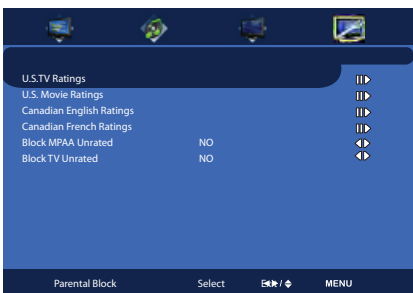 U.S.TV Ratings
U.S. Movie Ratings
Canadian English Ratings
Canadian French Ratings
Block MPAA Unrated NO
Block TV Unrated NO
Parental Block Select MENU